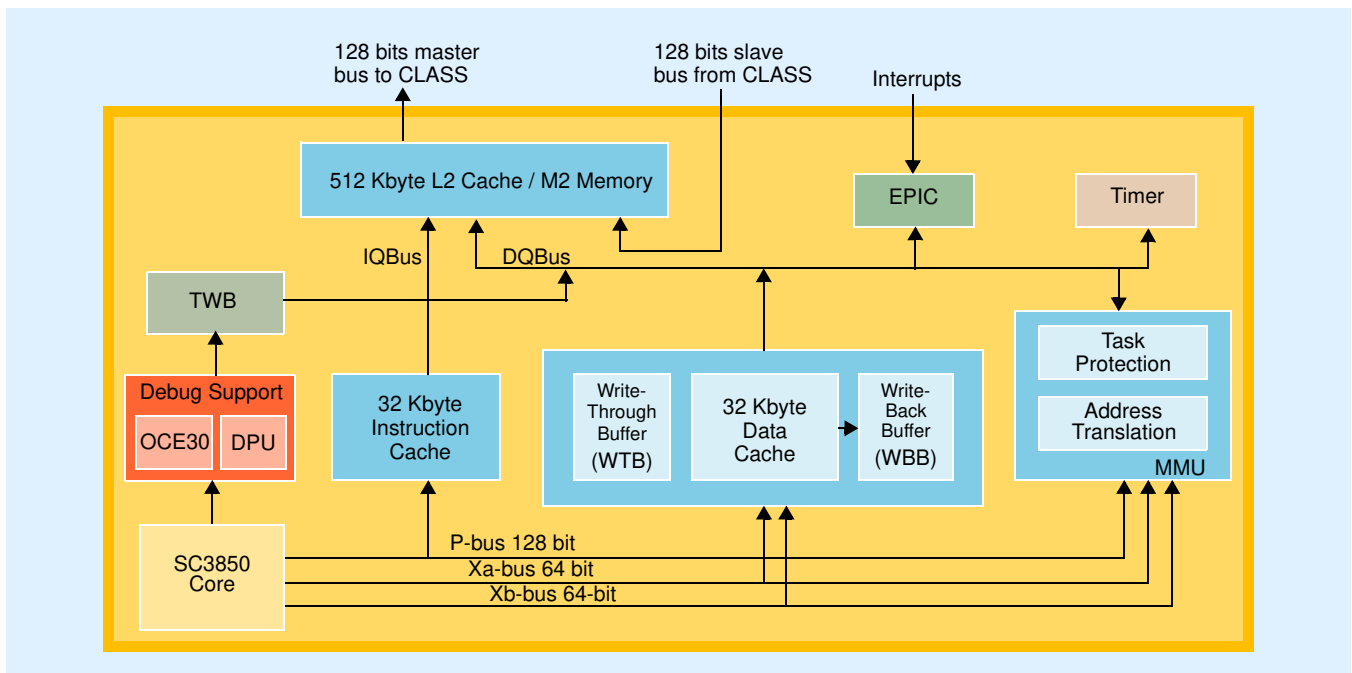 128 bits master
bus to CLASS
128 bits slave
bus from CLASS
Interrupts
512 Kbyte L2 Cache / M2 Memory
EPIC
Timer
IQBus
DQBus
TWB
Debug Support
OCE30
DPU
32 Kbyte
Instruction
Cache
Write-
Through
Buffer
(WTB)
32 Kbyte
Data
Cache
Write-
Back
Buffer
(WBB)
Task
Protection
Address
Translation
MMU
SC3850
Core
P-bus 128 bit
Xa-bus 64 bit
Xb-bus 64-bit